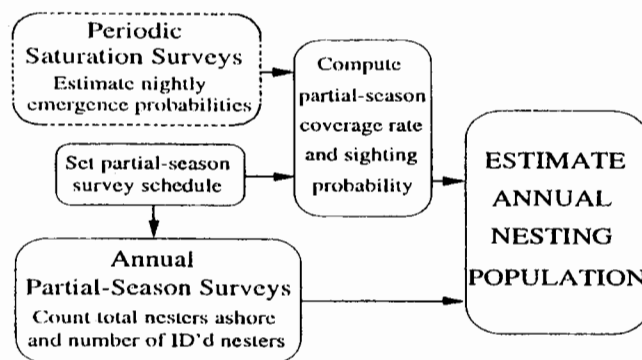 Periodic
Saturation Surveys
Estimate nightly
emergence probabilities
Compute
partial-season
coverage rate
and sighting
probability
Set partial-season
survey schedule
Annual
Partial-Season Surveys
Count total nesters ashore
and number of ID'd nesters
ESTIMATE
ANNUAL
NESTING
POPULATION